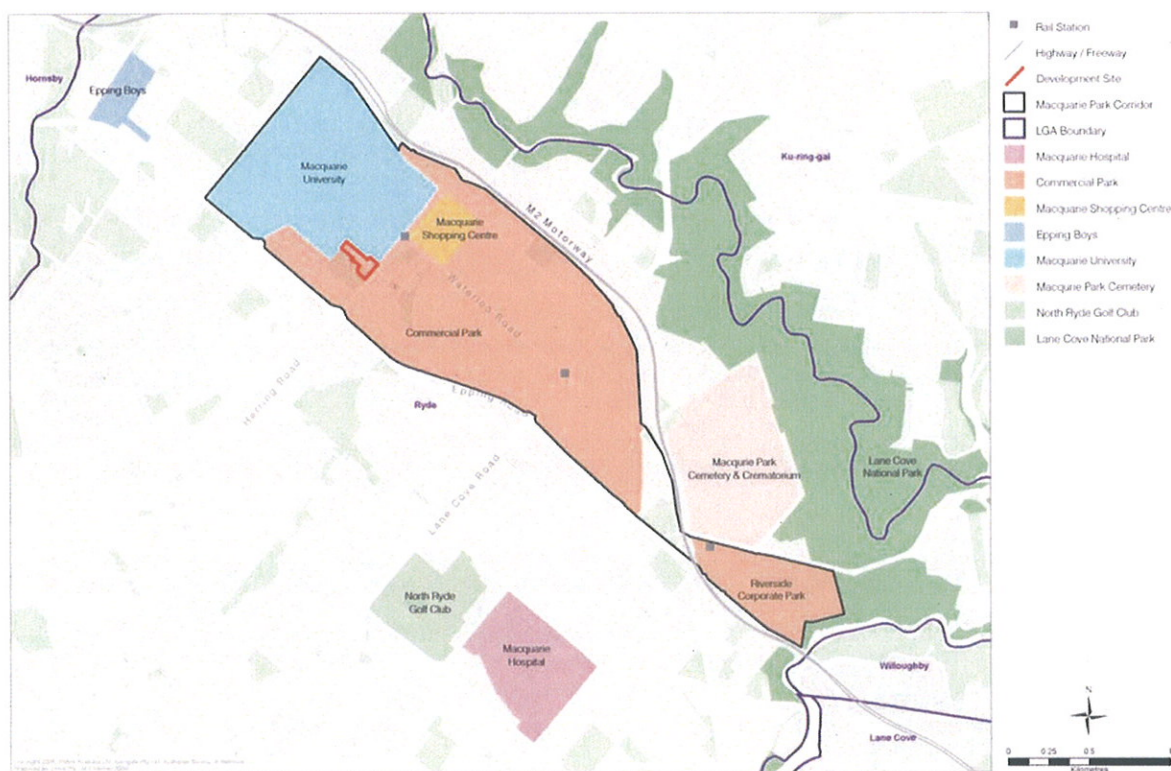 Hornsby
Epping Boys
Macquarie
University
Macquarie
Shopping Centre
M2 Motorway
Ku-ring-gai
Waterloo Road
Commercial Park
Herring Road
Ryde
Epping
Lane Cove Road
Macqurie Park
Cemetery & Crematorium
Lane Cove
National Park
Riverside
Corporate Park
North Ryde
Golf Club
Macquarie
Hospital
Willoughby
Lane Cove
Rail Station
Highway / Freeway
Development Site
Macquarie Park Corridor
LGA Boundary
Macquarie Hospital
Commercial Park
Macquarie Shopping Centre
Epping Boys
Macquarie University
Macqurie Park Cemetery
North Ryde Golf Club
Lane Cove National Park
N
0 0.25 0.5
Kilometres